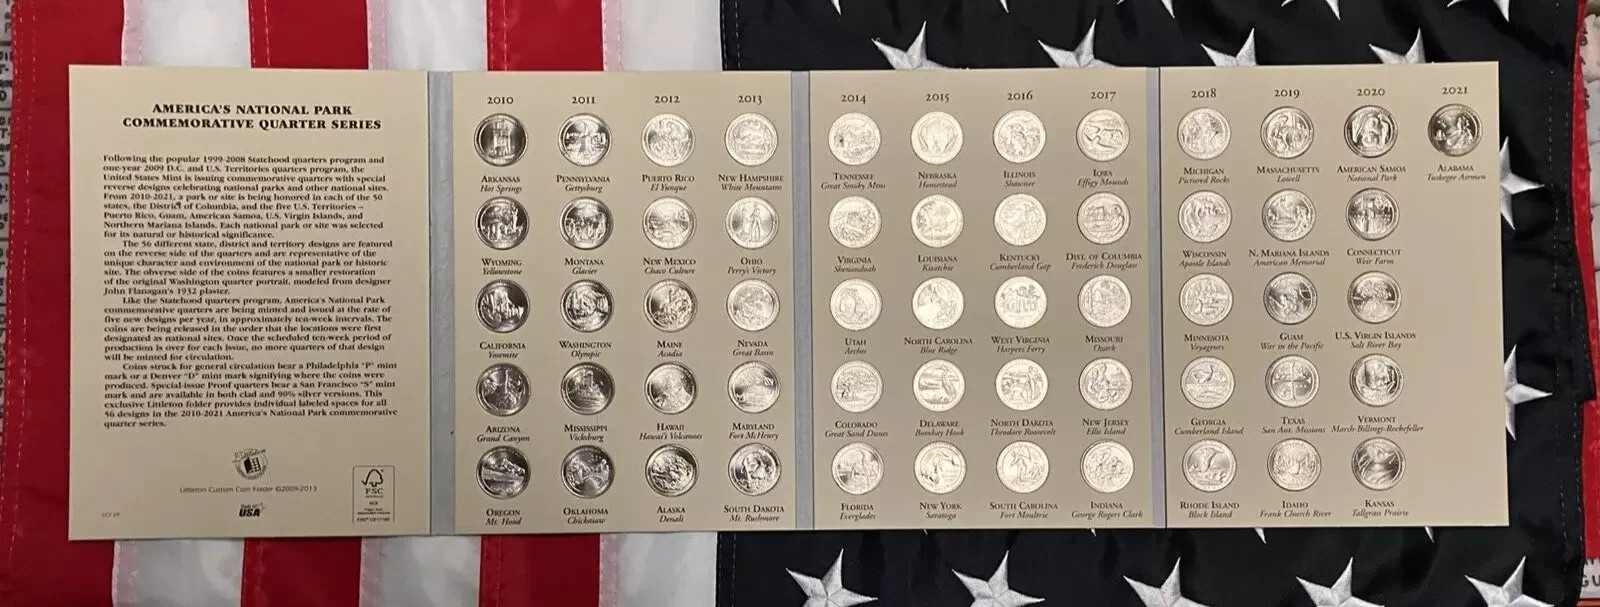 AMERICA'S NATIONAL PARK
COMMEMORATIVE QUARTER SERIES
Following the popular 1999-2008 Statehood quarters program and
one-year 2009 D.C. and U.S. Territories quarters program, the
United States Mint is issuing commemorative quarters with special
reverse designs celebrating national parks and other national sites.
From 2010-2021, a park or site is being honored in each of the 50
states, the District of Columbia, and the five U.S. Territories –
Puerto Rico, Guam, American Samoa, U.S. Virgin Islands, and
Northern Mariana Islands. Each national park or site was selected
for its natural or historical significance.
The 56 different state, district and territory designs are featured
on the reverse side of the quarters and are representative of the
unique character and environment of the national park or historic
site. The obverse side of the coins features a smaller restoration
of the original Washington quarter portrait, modeled from designer
John Flanagan's 1932 plaster.
Like the Statehood quarters program, America's National Park
commemorative quarters are being minted and issued at the rate of
five new designs per year, in approximately ten-week intervals. The
coins are being released in the order that the locations were first
designated as national sites. Once the scheduled ten-week period of
production is over for each issue, no more quarters of that design
will be minted for circulation.
Coins struck for general circulation bear a Philadelphia "P" mint
mark or a Denver "D" mint mark signifying where the coins were
produced. Special-issue Proof quarters bear a San Francisco "S" mint
mark and are available in both clad and 90% silver versions. This
exclusive Littleton folder provides individual labeled spaces for all
56 designs in the 2010-2021 America's National Park commemorative
quarter series.
Littleton
Littleton Custom Coin Folder ©2009-2013
USA
FSC
2010 2011 2012 2013
ARKANSAS PENNSYLVANIA PUERTO RICO NEW HAMPSHIRE
Hot Springs Gettysburg El Yunque White Mountains
WYOMING MONTANA NEW MEXICO OHIO
Yellowstone Glacier Chaco Culture Perry's Victory
CALIFORNIA WASHINGTON MAINE NEVADA
Yosemite Olympic Acadia Great Basin
ARIZONA MISSISSIPPI HAWAII MARYLAND
Grand Canyon Vicksburg Hawai'i Volcanoes Fort McHenry
OREGON OKLAHOMA ALASKA SOUTH DAKOTA
Mt. Hood Chickasaw Denali Mt. Rushmore
2014 2015 2016 2017
TENNESSEE NEBRASKA ILLINOIS IOWA
Great Smoky Mtns Homestead Shawnee Effigy Mounds
VIRGINIA LOUISIANA KENTUCKY DIST. OF COLUMBIA
Shenandoah Kisatchie Cumberland Gap Frederick Douglass
UTAH NORTH CAROLINA WEST VIRGINIA MISSOURI
Arches Blue Ridge Harpers Ferry Ozark
COLORADO DELAWARE NORTH DAKOTA NEW JERSEY
Great Sand Dunes Bombay Hook Theodore Roosevelt Ellis Island
FLORIDA NEW YORK SOUTH CAROLINA INDIANA
Everglades Saratoga Fort Moultrie George Rogers Clark
2018 2019 2020 2021
MICHIGAN MASSACHUSETTS AMERICAN SAMOA ALABAMA
Pictured Rocks Lowell National Park Tuskegee Airmen
WISCONSIN N. MARIANA ISLANDS CONNECTICUT
Apostle Islands American Memorial Weir Farm
MINNESOTA GUAM U.S. VIRGIN ISLANDS
Voyageurs War in the Pacific Salt River Bay
GEORGIA TEXAS VERMONT
Cumberland Island San Ant. Missions Marsh-Billings-Rockefeller
RHODE ISLAND IDAHO KANSAS
Block Island Frank Church River Tallgrass Prairie